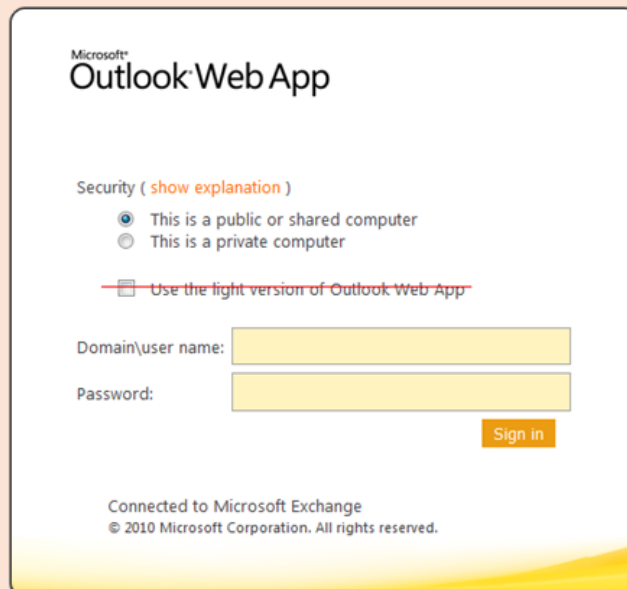 Microsoft®
Outlook Web App
Security ( show explanation )
This is a public or shared computer
This is a private computer
Use the light version of Outlook Web App
Domain\user name:
Password:
Sign in
Connected to Microsoft Exchange
© 2010 Microsoft Corporation. All rights reserved.